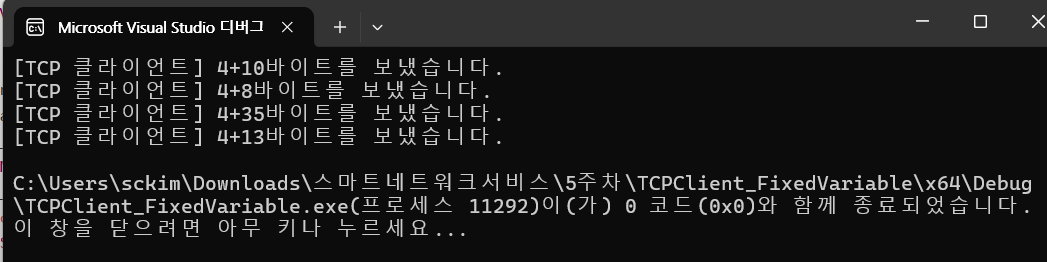 Microsoft Visual Studio 디버그
[TCP 클라이언트] 4+10바이트를 보냈습니다.
[TCP 클라이언트] 4+8바이트를 보냈습니다.
[TCP 클라이언트] 4+35바이트를 보냈습니다.
[TCP 클라이언트] 4+13바이트를 보냈습니다.
C:\Users\sckim\Downloads\스마트네트워크서비스\5주차\TCPClient_FixedVariable\x64\Debug
\TCPClient_FixedVariable.exe(프로세스 11292)이(가) 0 코드(0x0)와 함께 종료되었습니다.
이 창을 닫으려면 아무 키나 누르세요...